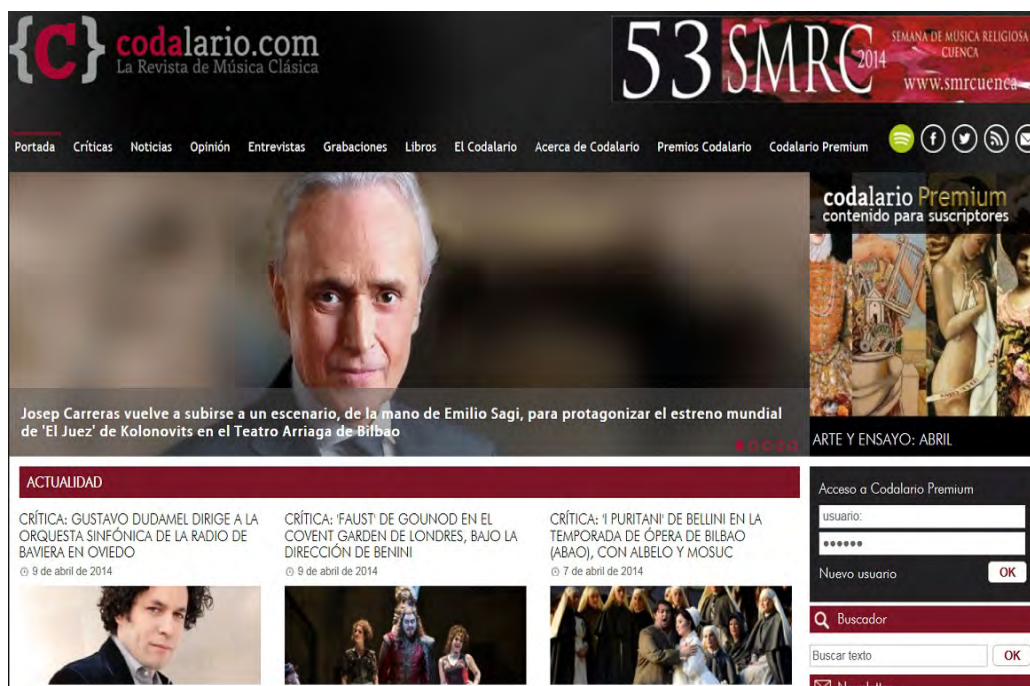 {C} codalario.com
La Revista de Música Clásica
53 SMRC 2014
SEMANA DE MÚSICA RELIGIOSA
CUENCA
www.smrcuenca
Portada Críticas Noticias Opinión Entrevistas Grabaciones Libros El Codalario Acerca de Codalario Premios Codalario Codalario Premium
codalario Premium
contenido para suscriptores
Josep Carreras vuelve a subirse a un escenario, de la mano de Emilio Sagi, para protagonizar el estreno mundial
de 'El Juez' de Kolonovits en el Teatro Arriaga de Bilbao
ARTE Y ENSAYO: ABRIL
ACTUALIDAD
CRÍTICA: GUSTAVO DUDAMEL DIRIGE A LA
ORQUESTA SINFÓNICA DE LA RADIO DE
BAVIERA EN OVIEDO
9 de abril de 2014
CRÍTICA: 'FAUST' DE GOUNOD EN EL
COVENT GARDEN DE LONDRES, BAJO LA
DIRECCIÓN DE BENINI
9 de abril de 2014
CRÍTICA: 'I PURITANI' DE BELLINI EN LA
TEMPORADA DE ÓPERA DE BILBAO
(ABAO), CON ALBELO Y MOSUC
7 de abril de 2014
Acceso a Codalario Premium
usuario:
••••••
Nuevo usuario OK
Buscador
Buscar texto OK